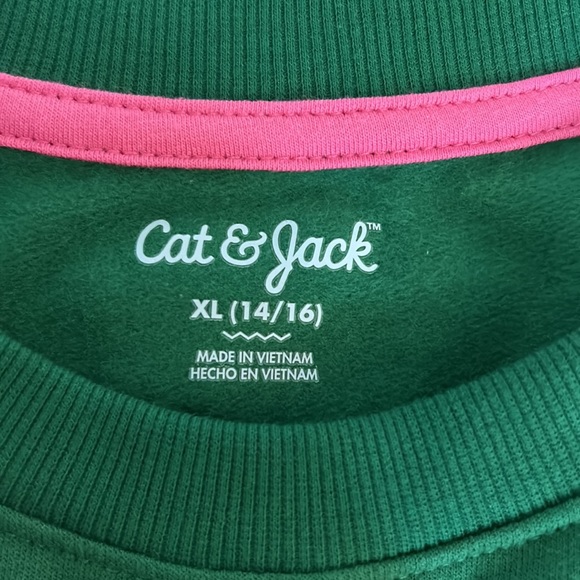 Cat & Jack™
XL (14/16)
MADE IN VIETNAM
HECHO EN VIETNAM